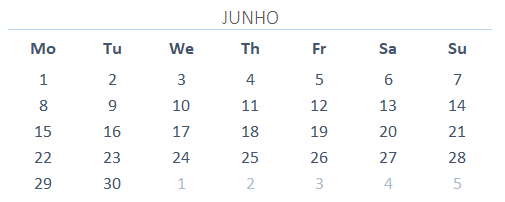 JUNHO
Mo Tu We Th Fr Sa Su
1 2 3 4 5 6 7
8 9 10 11 12 13 14
15 16 17 18 19 20 21
22 23 24 25 26 27 28
29 30 1 2 3 4 5